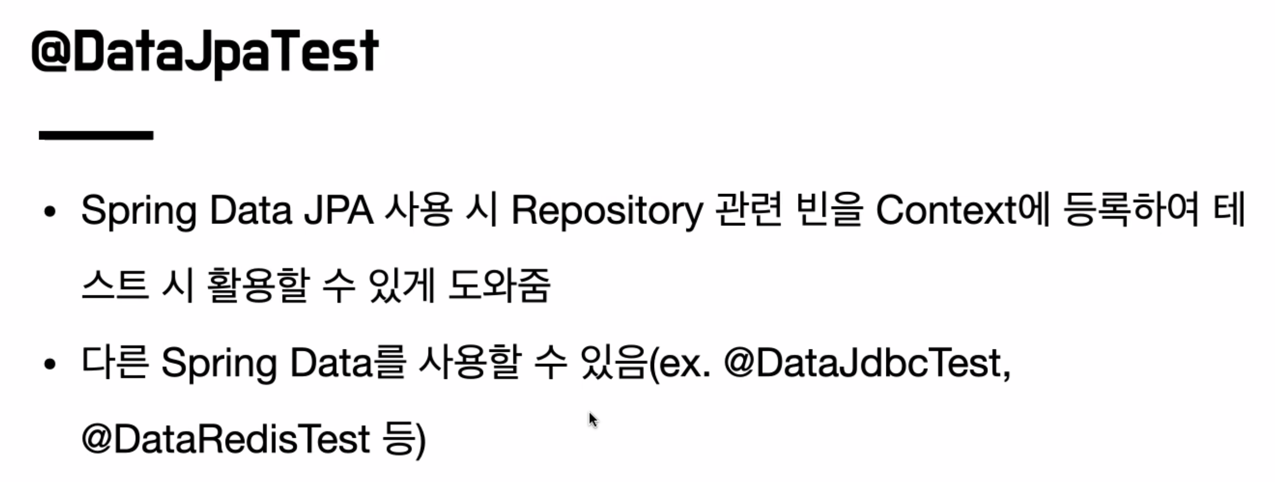 @DataJpaTest
• Spring Data JPA 사용 시 Repository 관련 빈을 Context에 등록하여 테
스트 시 활용할 수 있게 도와줌
• 다른 Spring Data를 사용할 수 있음(ex. @DataJdbcTest,
@DataRedisTest 등)